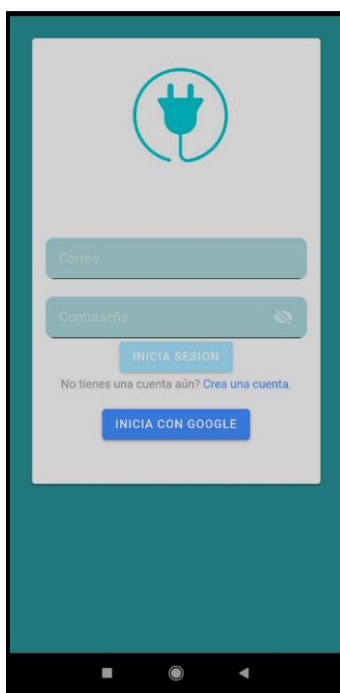 Correo
Contraseña
INICIA SESION
No tienes una cuenta aún? Crea una cuenta.
INICIA CON GOOGLE